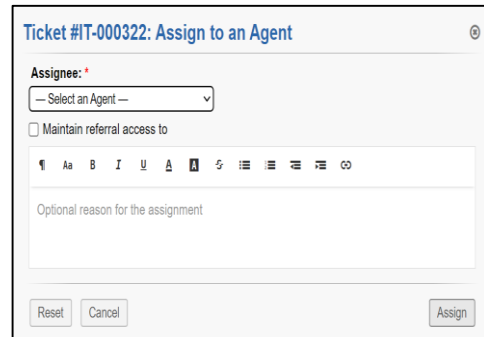 Ticket #IT-000322: Assign to an Agent
Assignee: *
— Select an Agent —
Maintain referral access to
¶ Aa B I U A A S
Optional reason for the assignment
Reset Cancel Assign